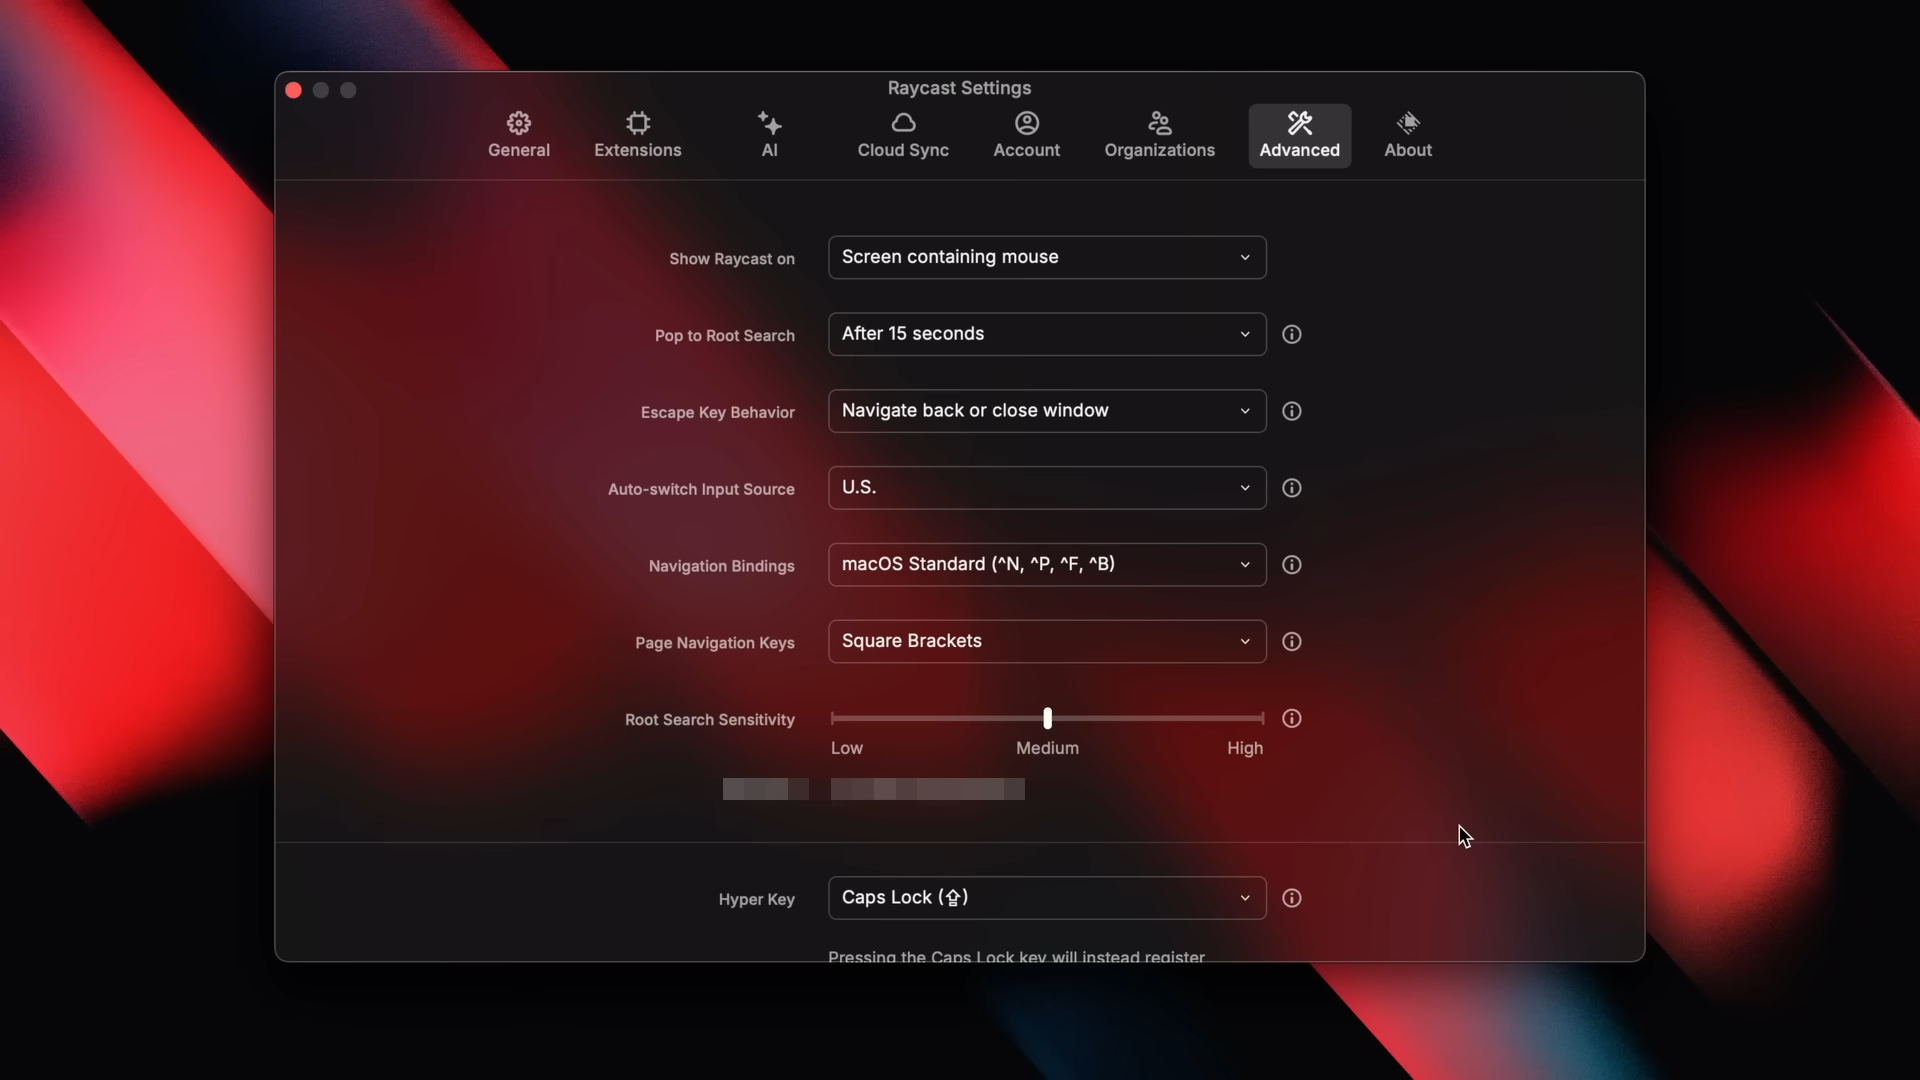 Raycast Settings
General
Extensions
AI
Cloud Sync
Account
Organizations
Advanced
About
Show Raycast on
Screen containing mouse
Pop to Root Search
After 15 seconds
Escape Key Behavior
Navigate back or close window
Auto-switch Input Source
U.S.
Navigation Bindings
macOS Standard (^N, ^P, ^F, ^B)
Page Navigation Keys
Square Brackets
Root Search Sensitivity
Low
Medium
High
Hyper Key
Caps Lock (⇪)
Pressing the Caps Lock key will instead register